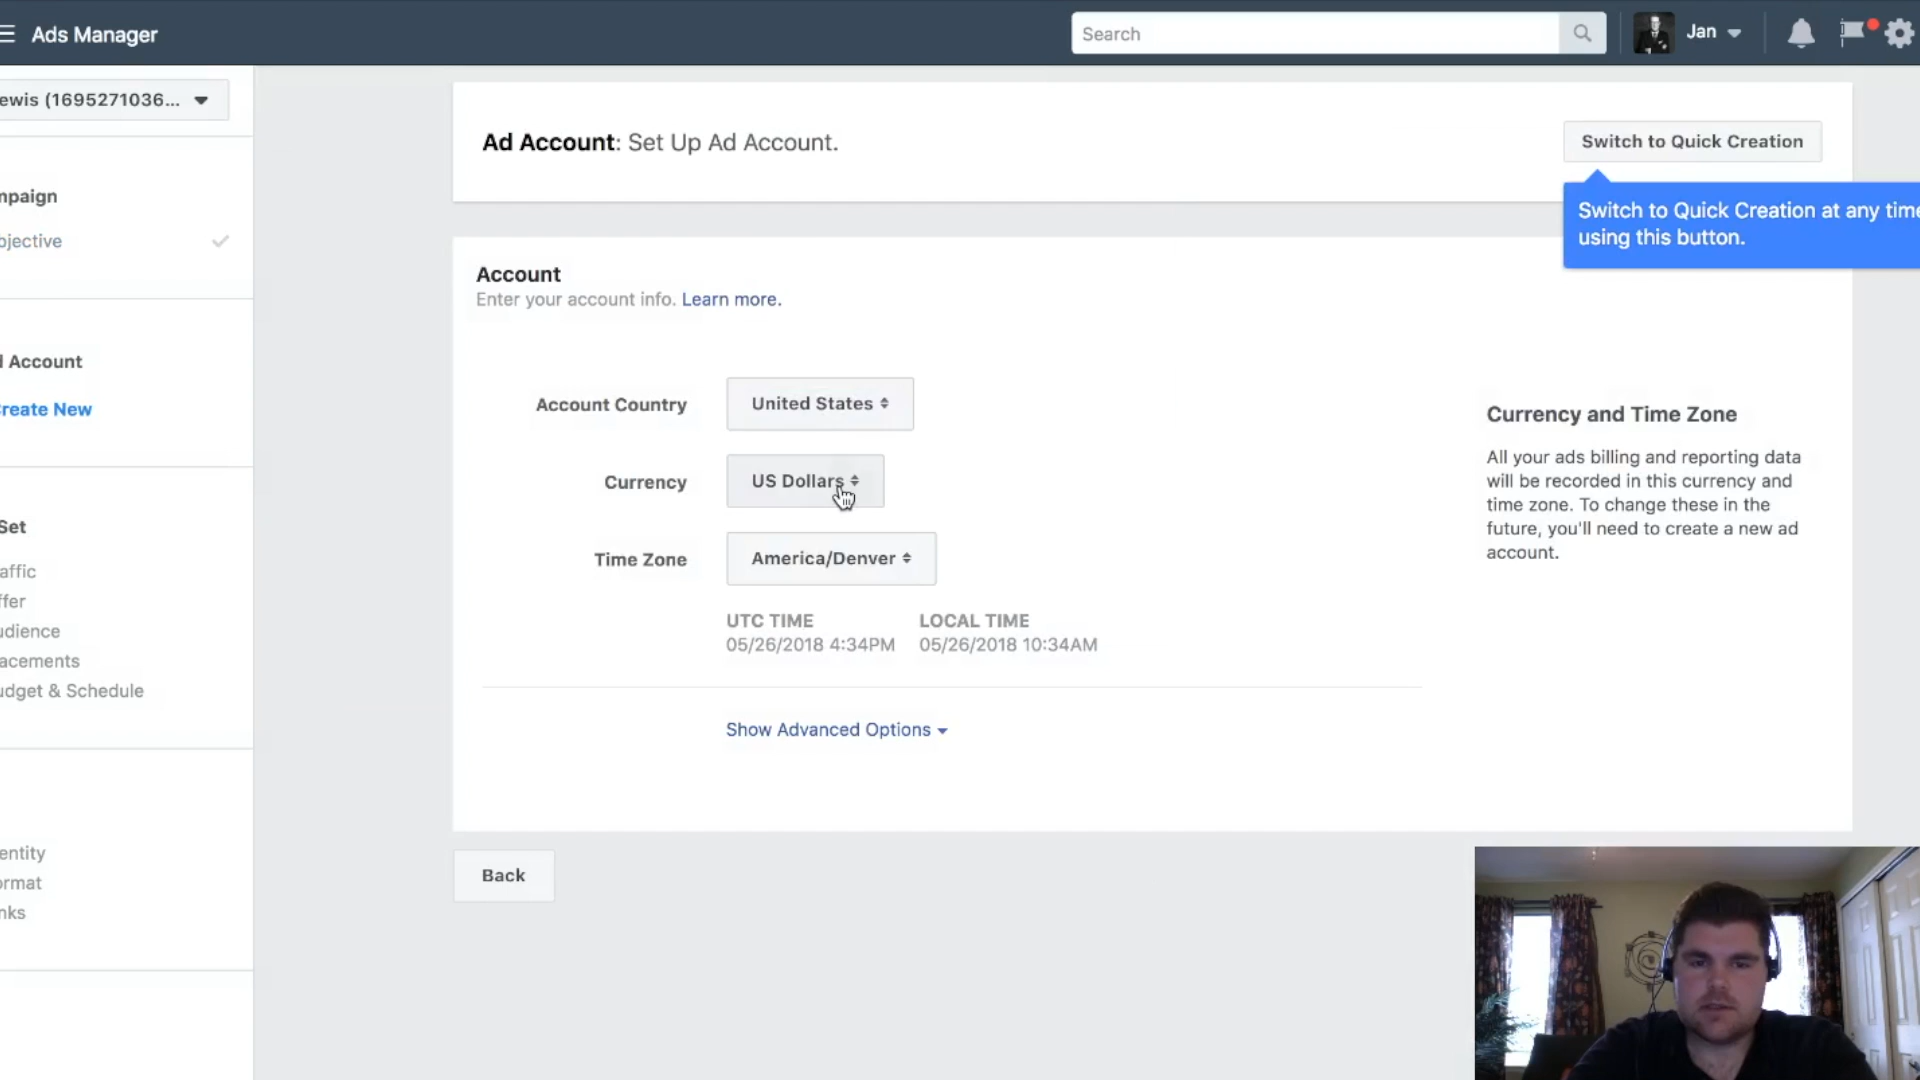 Ads Manager
Search
Jan
ewis (1695271036...
Ad Account: Set Up Ad Account.
Switch to Quick Creation
Switch to Quick Creation at any time
using this button.
mpaign
bjective
d Account
Create New
Set
affic
ffer
udience
acements
udget & Schedule
entity
ormat
nks
Account
Enter your account info. Learn more.
Account Country
United States
Currency
US Dollars
Time Zone
America/Denver
UTC TIME
05/26/2018 4:34PM
LOCAL TIME
05/26/2018 10:34AM
Show Advanced Options
Currency and Time Zone
All your ads billing and reporting data
will be recorded in this currency and
time zone. To change these in the
future, you'll need to create a new ad
account.
Back